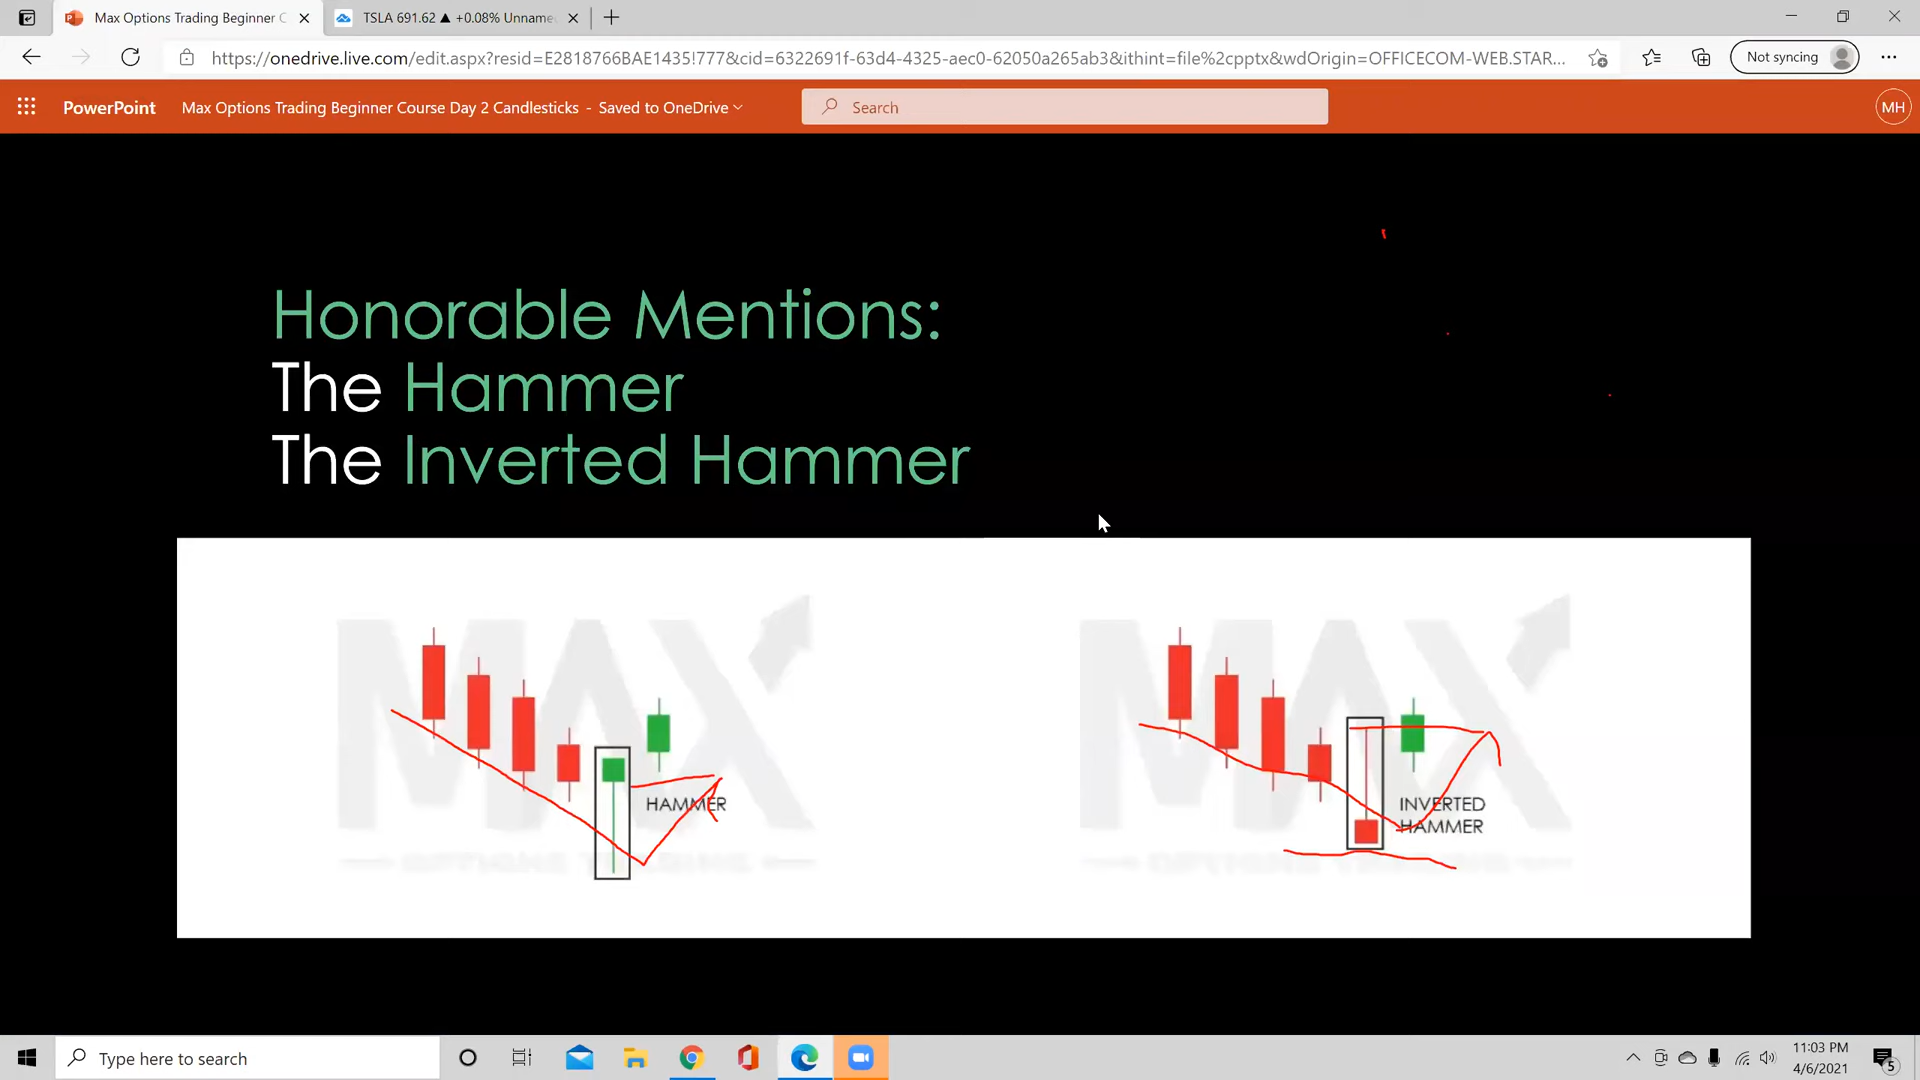 Max Options Trading Beginner C
TSLA 691.62 ▲ +0.08% Unname
https://onedrive.live.com/edit.aspx?resid=E2818766BAE1435!777&cid=6322691f-63d4-4325-aec0-62050a265ab3&ithint=file%2cpptx&wdOrigin=OFFICECOM-WEB.STAR...
Not syncing
PowerPoint
Max Options Trading Beginner Course Day 2 Candlesticks - Saved to OneDrive
Search
MH
Honorable Mentions:
The Hammer
The Inverted Hammer
MAX
HAMMER
MAX
INVERTED
HAMMER
Type here to search
11:03 PM
4/6/2021
5